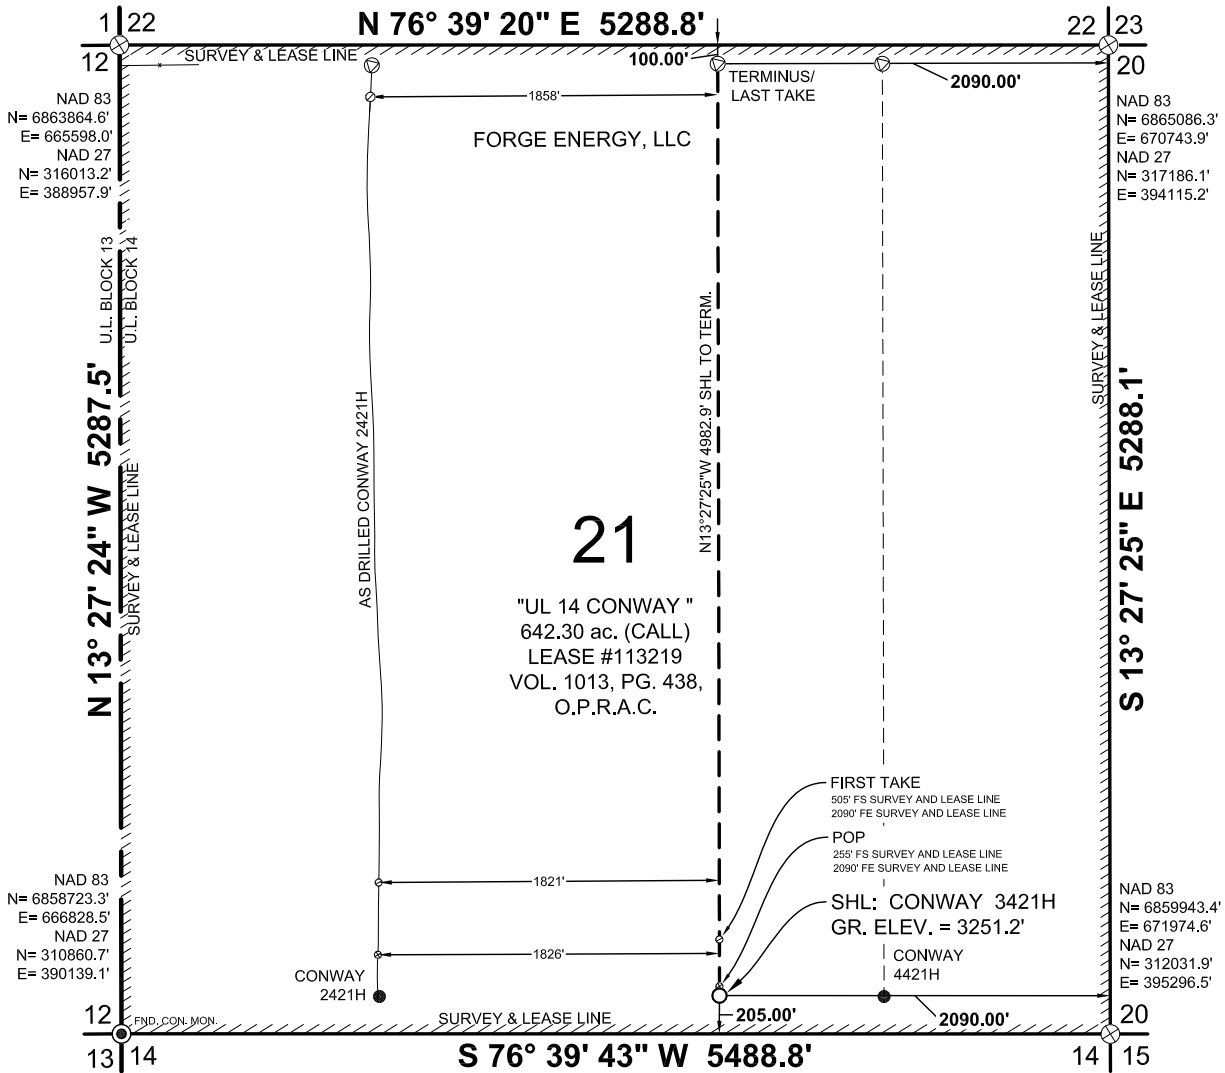 1 22
N 76° 39' 20" E 5288.8'
22 23
12
SURVEY & LEASE LINE
100.00'
TERMINUS/
LAST TAKE
2090.00'
20
NAD 83
N= 6863864.6'
E= 665598.0'
NAD 27
N= 316013.2'
E= 388957.9'
1858'
FORGE ENERGY, LLC
NAD 83
N= 6865086.3'
E= 670743.9'
NAD 27
N= 317186.1'
E= 394115.2'
U.L. BLOCK 13
U.L. BLOCK 14
N 13° 27' 24" W 5287.5'
SURVEY & LEASE LINE
AS DRILLED CONWAY 2421H
N13°27'25"W 4982.9' SHL TO TERM.
SURVEY & LEASE LINE
S 13° 27' 25" E 5288.1'
21
"UL 14 CONWAY "
642.30 ac. (CALL)
LEASE #113219
VOL. 1013, PG. 438,
O.P.R.A.C.
FIRST TAKE
505' FS SURVEY AND LEASE LINE
2090' FE SURVEY AND LEASE LINE
POP
255' FS SURVEY AND LEASE LINE
2090' FE SURVEY AND LEASE LINE
1821'
SHL: CONWAY 3421H
GR. ELEV. = 3251.2'
NAD 83
N= 6858723.3'
E= 666828.5'
NAD 27
N= 310860.7'
E= 390139.1'
NAD 83
N= 6859943.4'
E= 671974.6'
NAD 27
N= 312031.9'
E= 395296.5'
1826'
CONWAY
2421H
CONWAY
4421H
12
FND. CON. MON.
SURVEY & LEASE LINE
205.00'
2090.00'
20
13 14
S 76° 39' 43" W 5488.8'
14 15